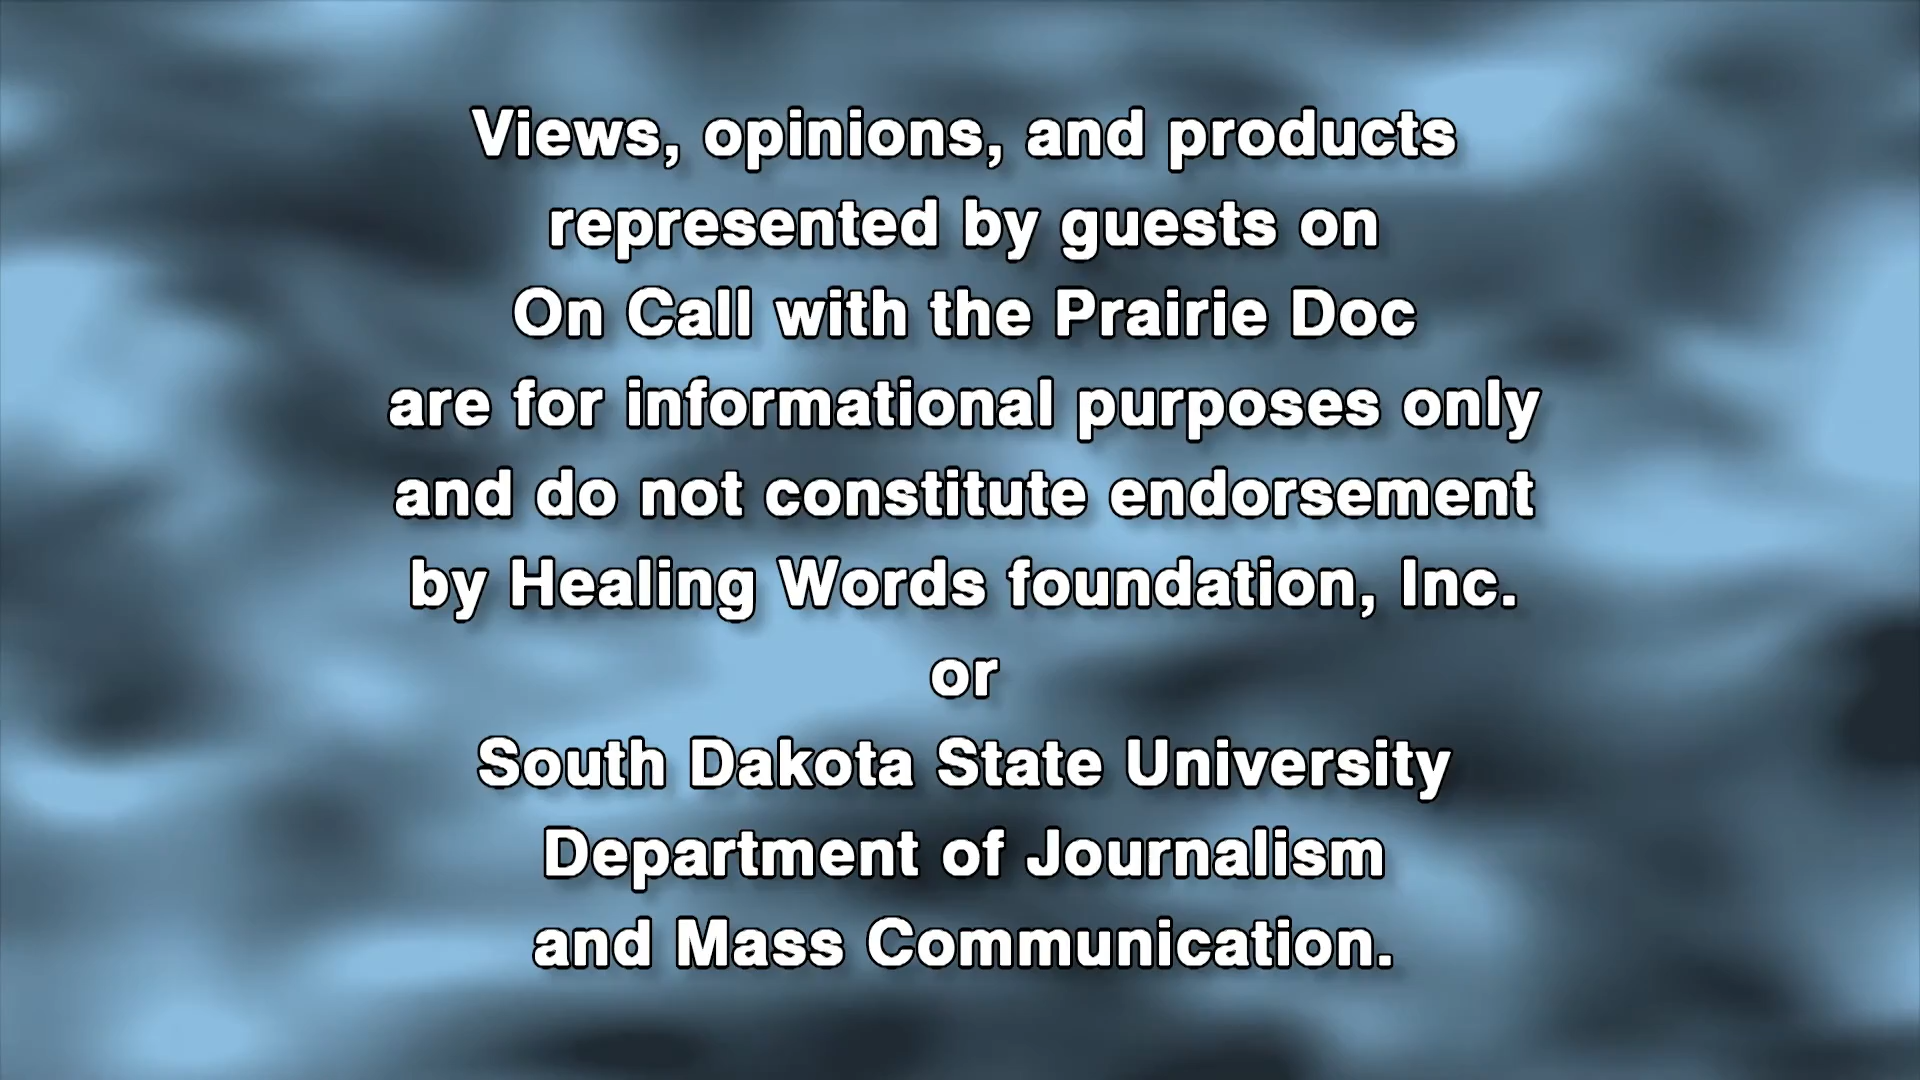 Views, opinions, and products
represented by guests on
On Call with the Prairie Doc
are for informational purposes only
and do not constitute endorsement
by Healing Words foundation, Inc.
or
South Dakota State University
Department of Journalism
and Mass Communication.